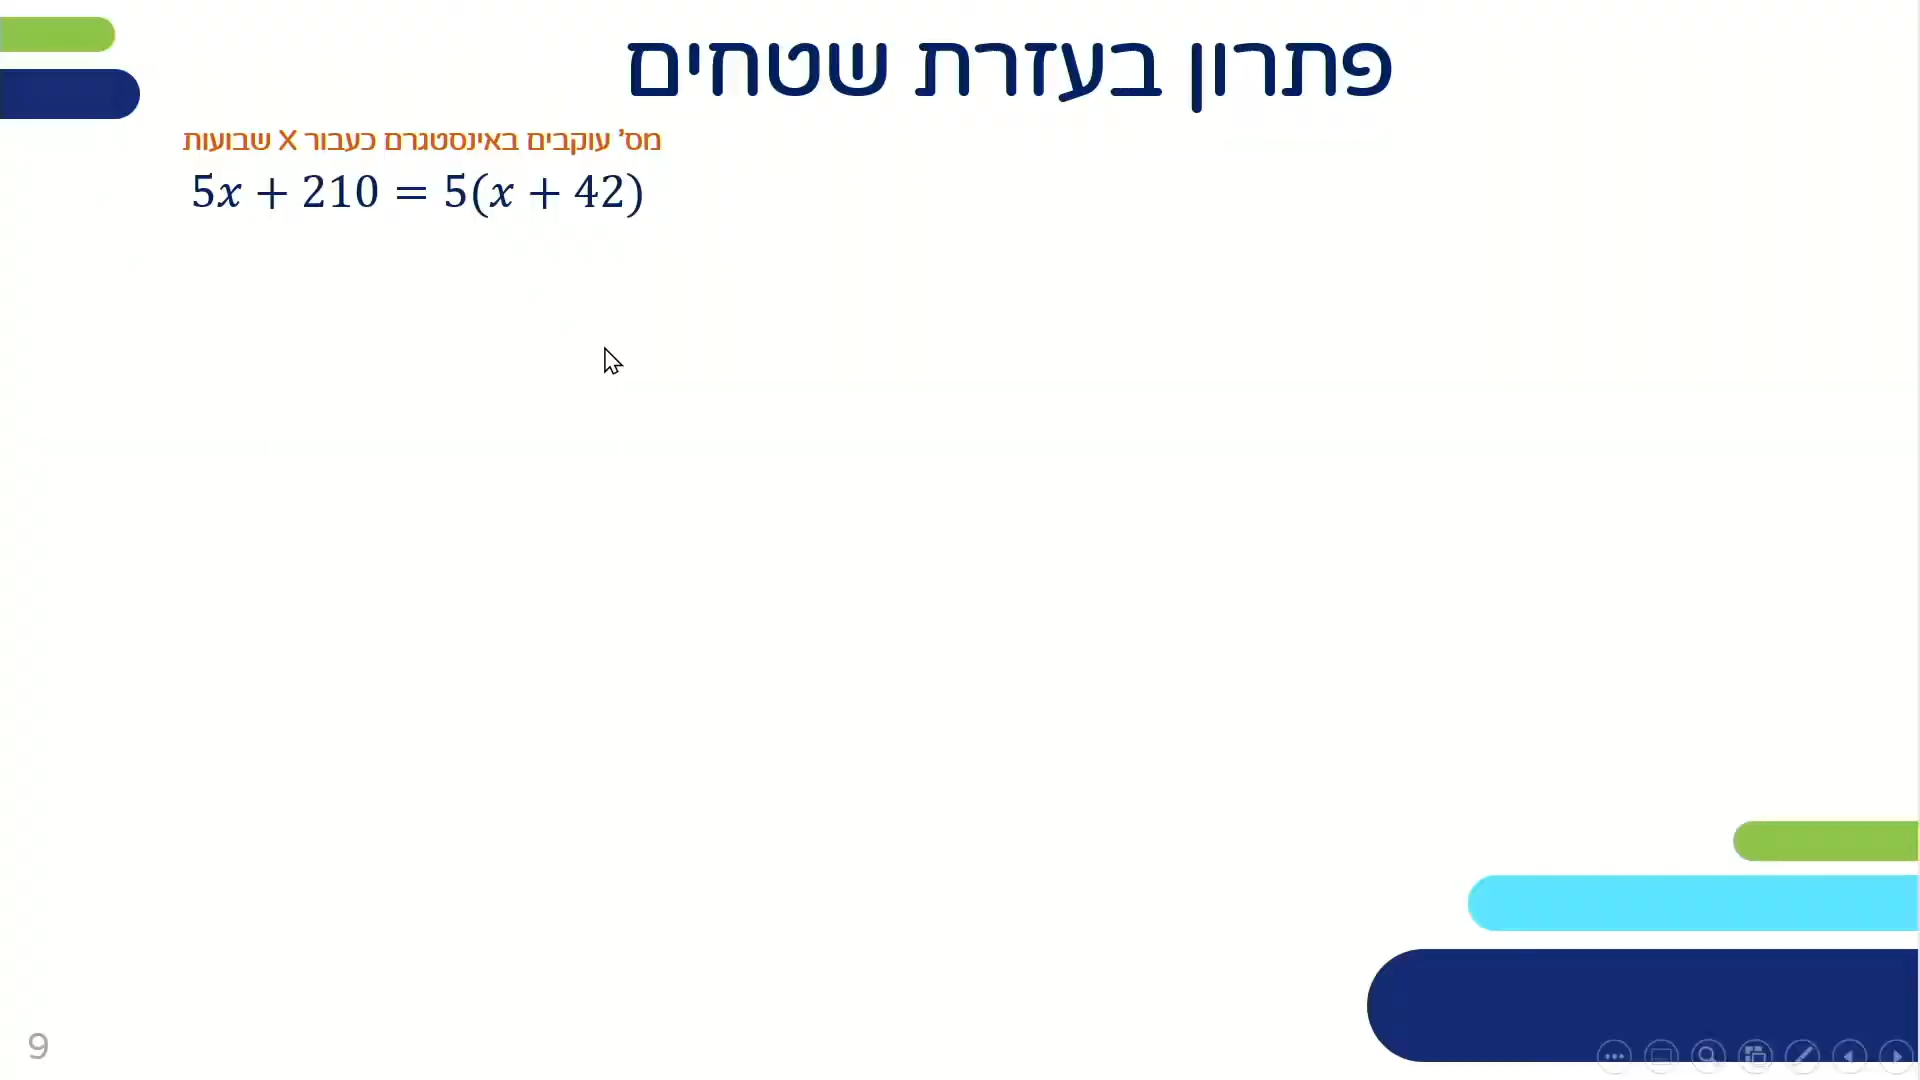 פתרון בעזרת שטחים
מס' עוקבים באינסטגרם כעבור X שבועות
5x + 210 = 5(x + 42)
9